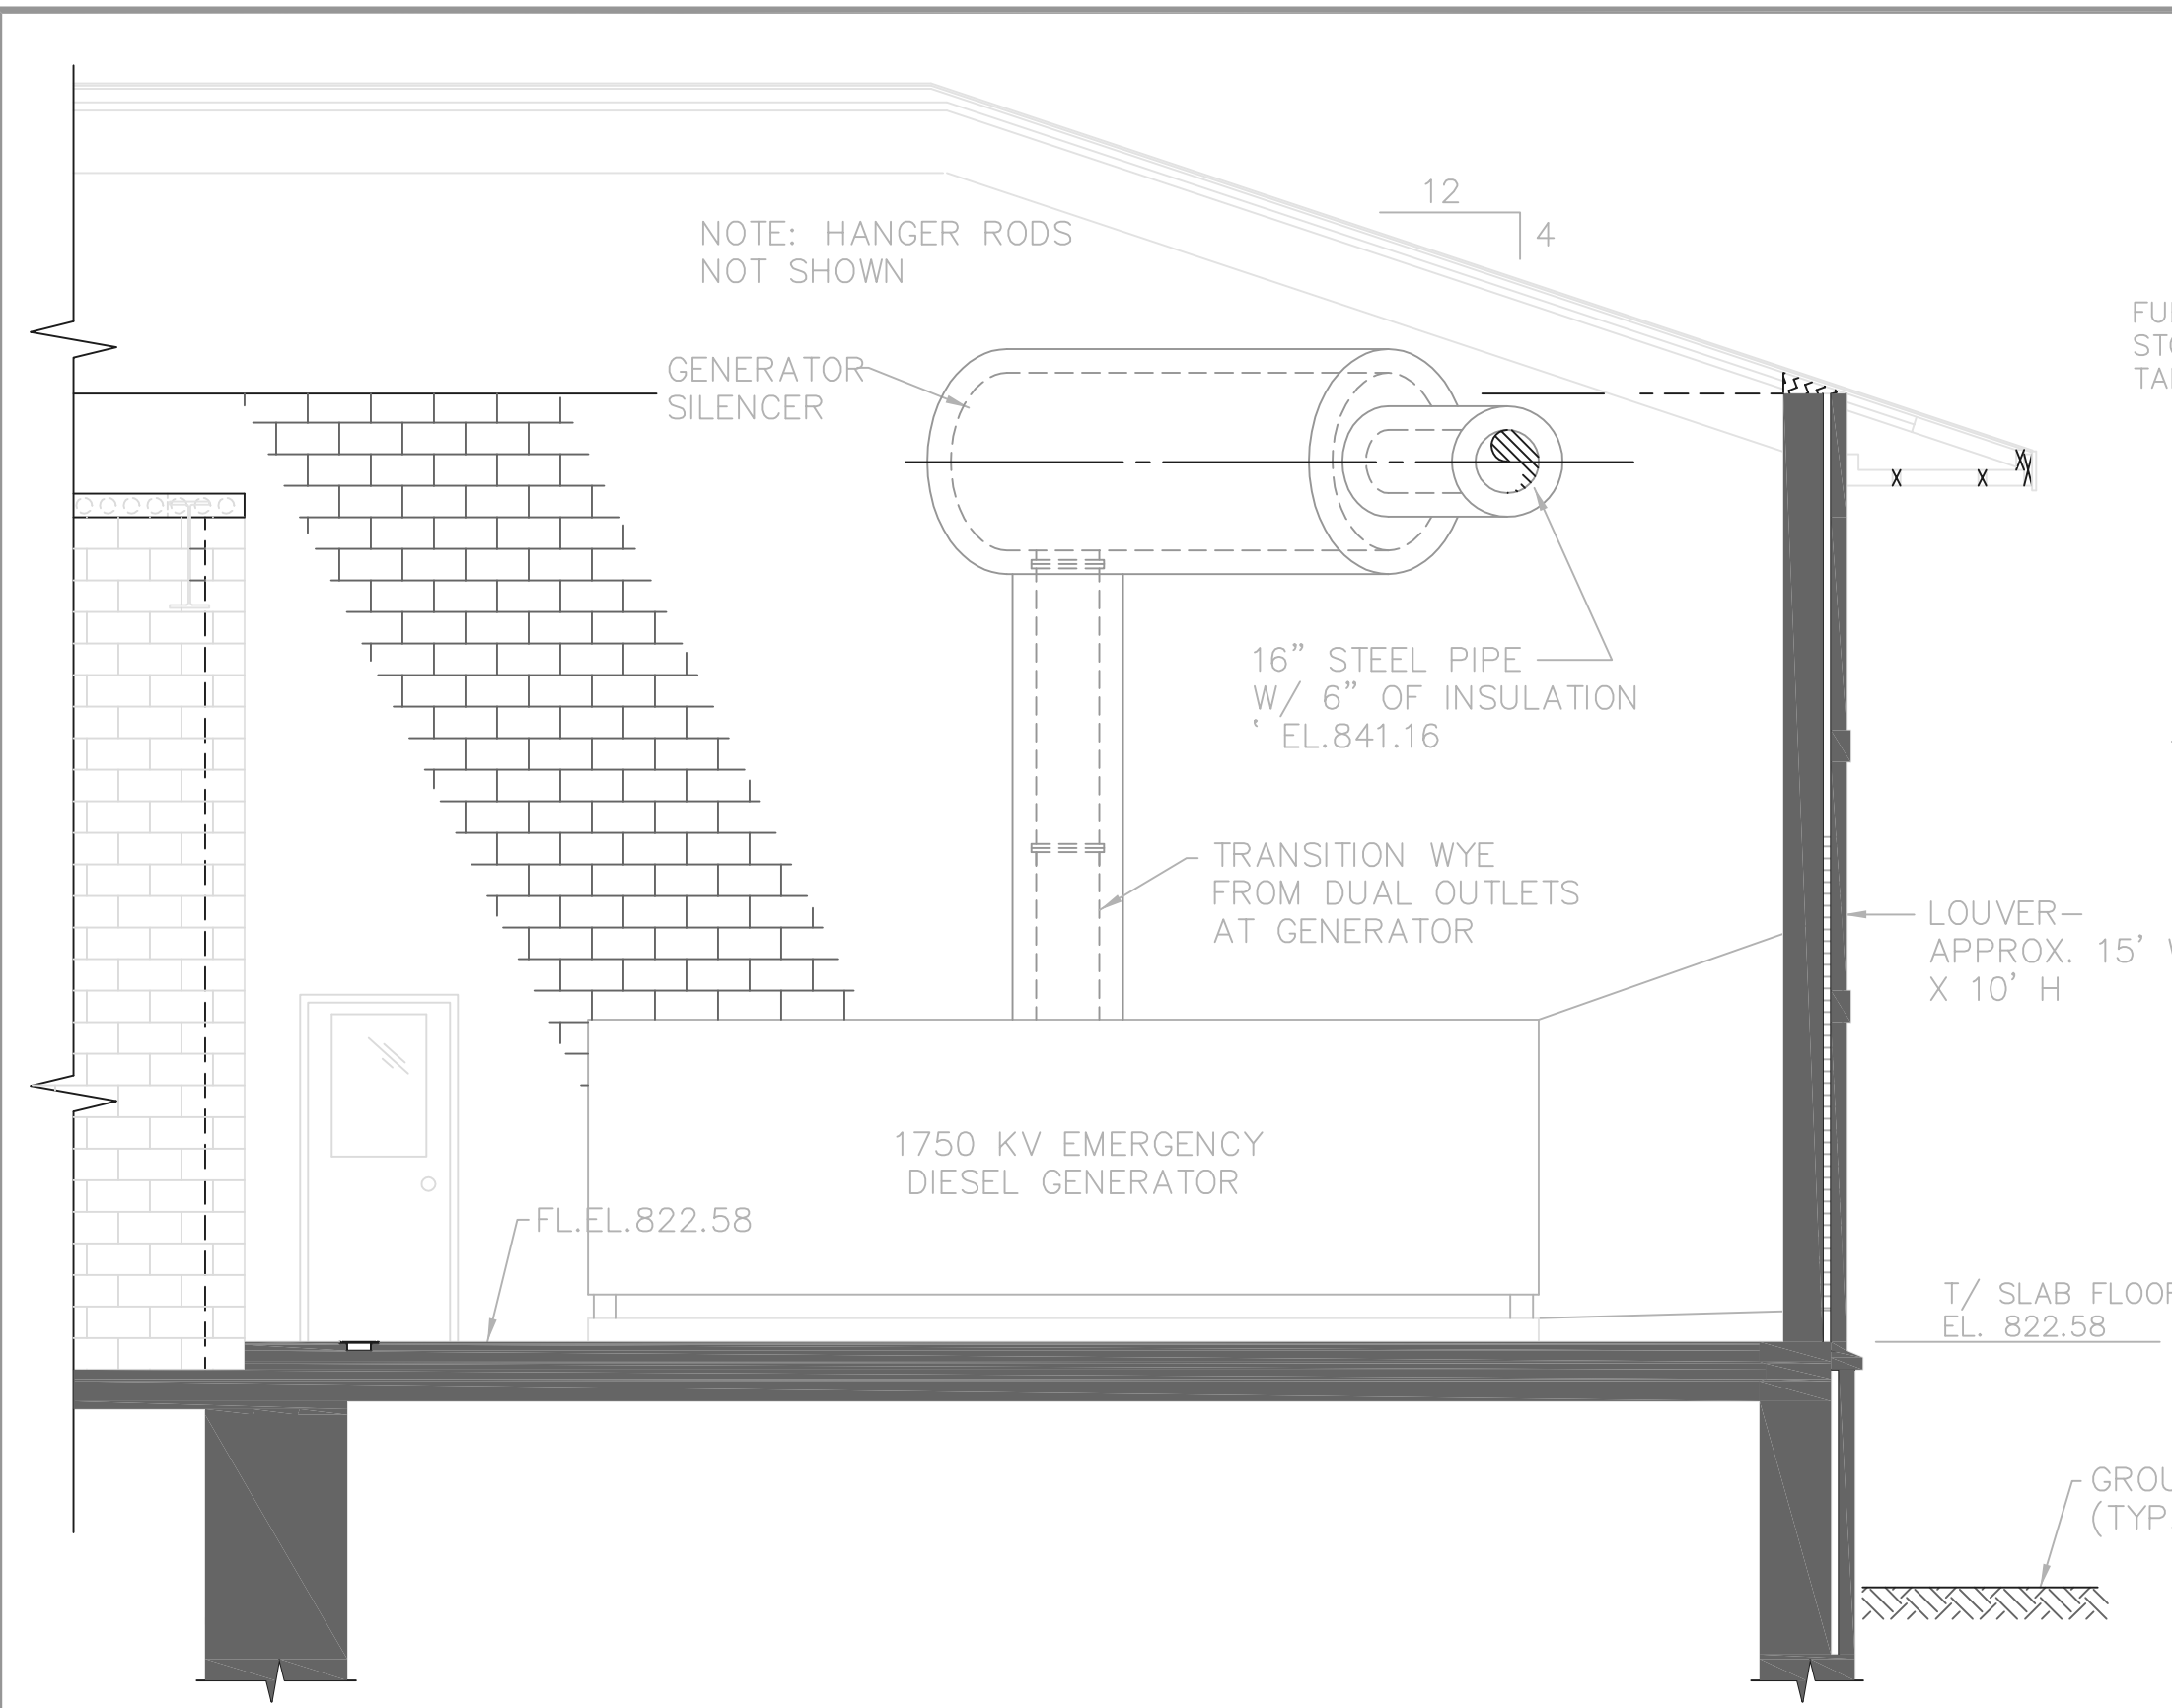 12
4
NOTE: HANGER RODS
NOT SHOWN
GENERATOR
SILENCER
16" STEEL PIPE
W/ 6" OF INSULATION
' EL.841.16
TRANSITION WYE
FROM DUAL OUTLETS
AT GENERATOR
LOUVER-
APPROX. 15'
X 10' H
1750 KV EMERGENCY
DIESEL GENERATOR
FL.EL.822.58
T/ SLAB FLOOR
EL. 822.58
(TYP